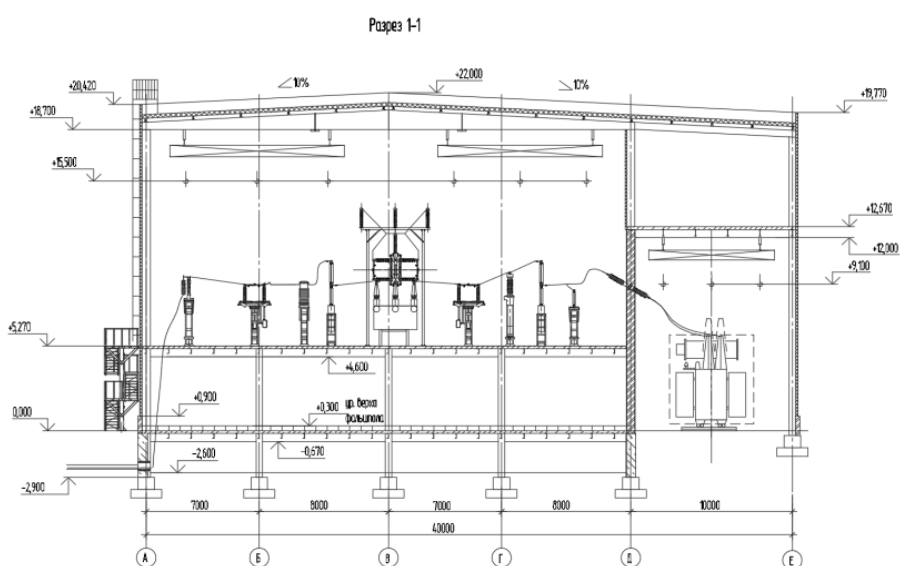 Разрез 1-1
10%
+22,000
10%
+20,420
+19,770
+18,700
+15,500
+12,670
+12,000
+9,100
+5,270
+4,600
+0,900
+0,300
ур. верха
фальшпола
0,000
-0,670
-2,600
-2,900
7000
8000
7000
8000
10000
40000
А
Б
В
Г
Д
Е